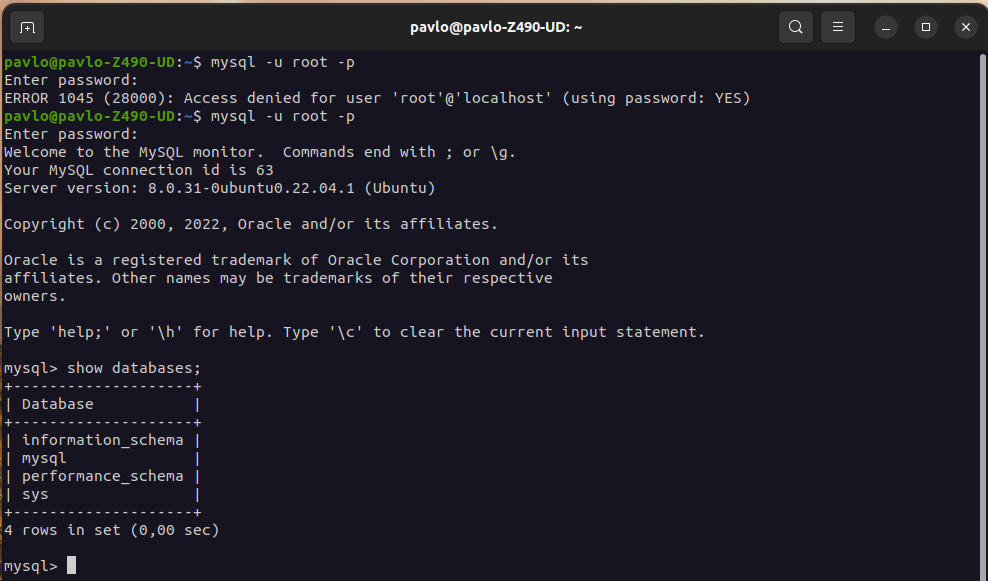 pavlo@pavlo-Z490-UD: ~
pavlo@pavlo-Z490-UD:~$ mysql -u root -p
Enter password:
ERROR 1045 (28000): Access denied for user 'root'@'localhost' (using password: YES)
pavlo@pavlo-Z490-UD:~$ mysql -u root -p
Enter password:
Welcome to the MySQL monitor.  Commands end with ; or \g.
Your MySQL connection id is 63
Server version: 8.0.31-0ubuntu0.22.04.1 (Ubuntu)

Copyright (c) 2000, 2022, Oracle and/or its affiliates.

Oracle is a registered trademark of Oracle Corporation and/or its
affiliates. Other names may be trademarks of their respective
owners.

Type 'help;' or '\h' for help. Type '\c' to clear the current input statement.

mysql> show databases;
+--------------------+
| Database           |
+--------------------+
| information_schema |
| mysql              |
| performance_schema |
| sys                |
+--------------------+
4 rows in set (0,00 sec)

mysql>